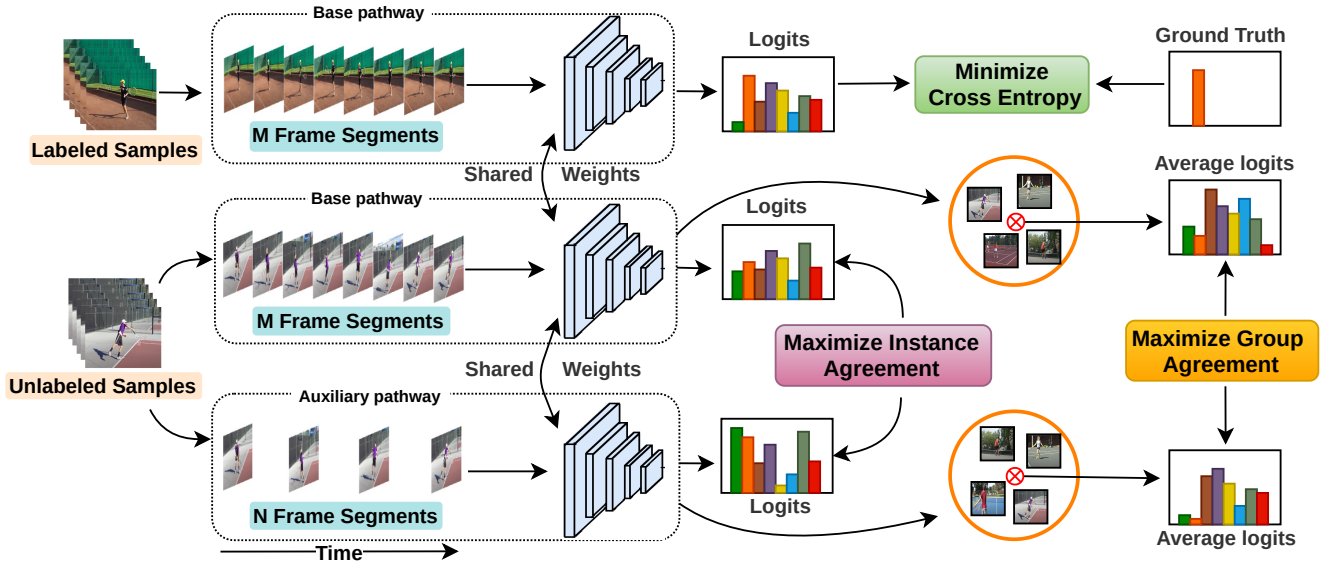 Base pathway
Labeled Samples
M Frame Segments
Logits
Minimize
Cross Entropy
Ground Truth
Shared Weights
Base pathway
Unlabeled Samples
M Frame Segments
Logits
Average logits
Maximize Instance
Agreement
Maximize Group
Agreement
Shared Weights
Auxiliary pathway
N Frame Segments
Logits
Average logits
Time